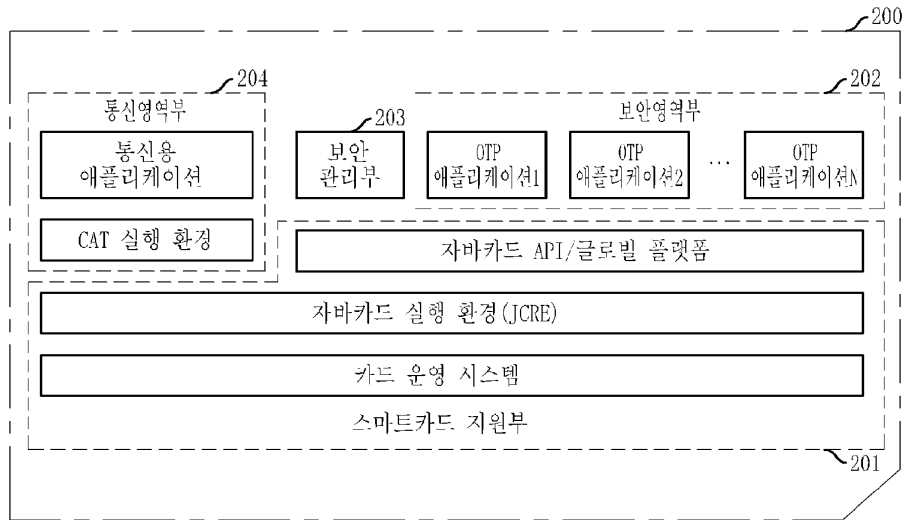 200
204
202
통신영역부
보안영역부
203
통신용
애플리케이션
보안
관리부
OTP
애플리케이션1
OTP
애플리케이션2
...
OTP
애플리케이션N
CAT 실행 환경
자바카드 API/글로빌 플랫폼
자바카드 실행 환경(JCRE)
카드 운영 시스템
스마트카드 지원부
201